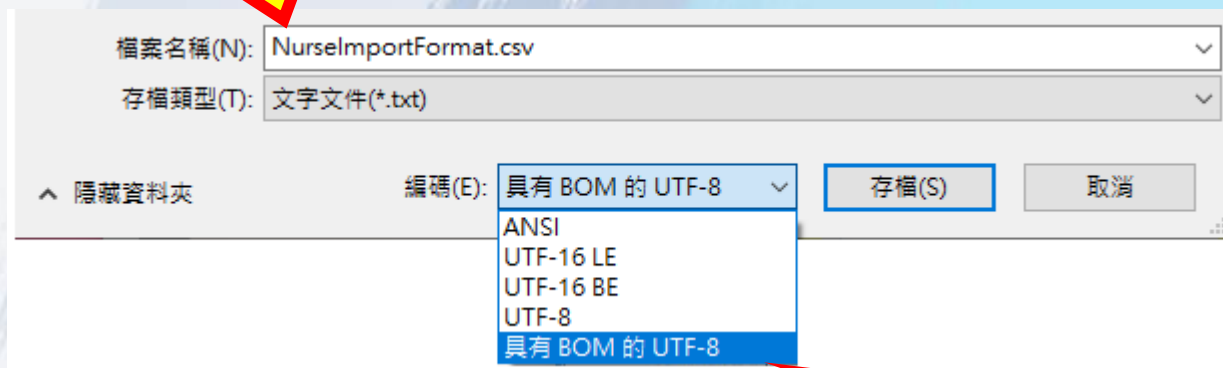 檔案名稱(N): NurseImportFormat.csv
存檔類型(T): 文字文件(*.txt)
隱藏資料夾 編碼(E): 具有 BOM 的 UTF-8 存檔(S) 取消
ANSI
UTF-16 LE
UTF-16 BE
UTF-8
具有 BOM 的 UTF-8